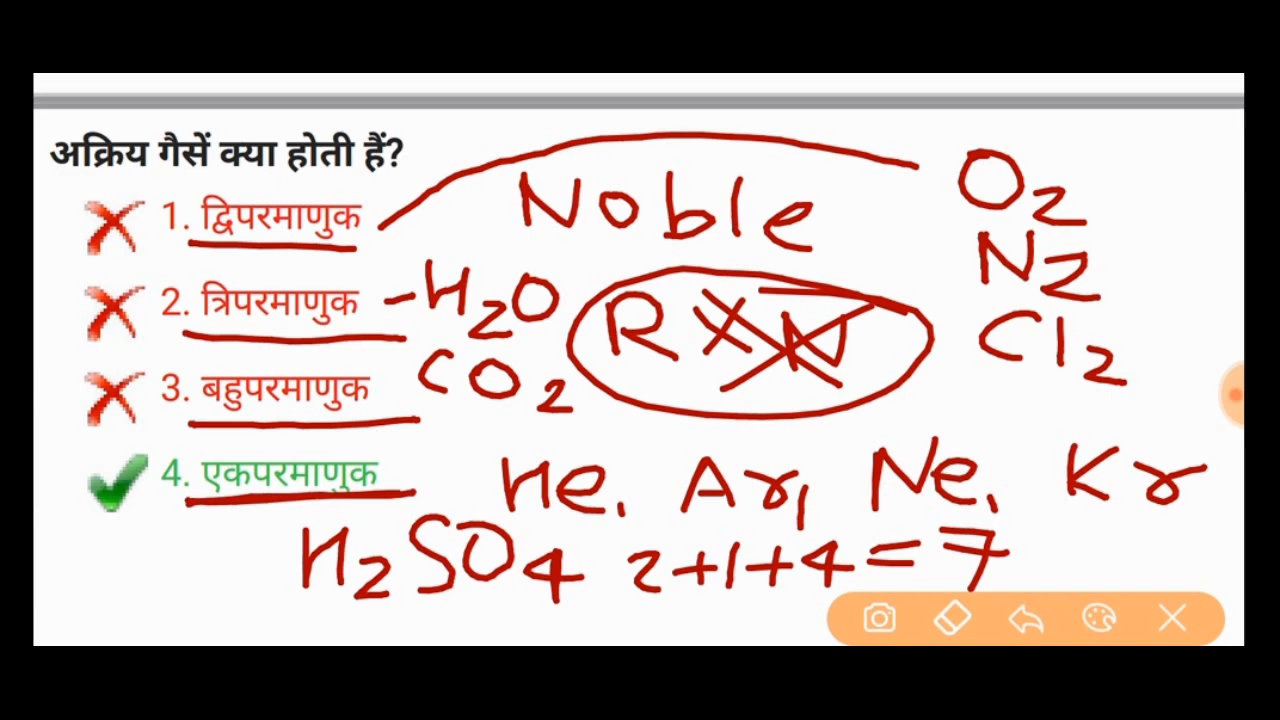 अक्रिय गैसें क्या होती हैं?
1. द्विपरमाणुक
Noble
O2
N2
Cl2
2. त्रिपरमाणुक
H2O
CO2
RXN
3. बहुपरमाणुक
4. एकपरमाणुक
He, Ar, Ne, Kr
H2SO4 2+1+4=7